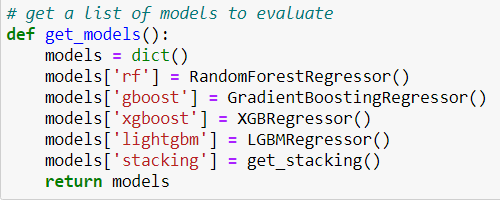 # get a list of models to evaluate
def get_models():
    models = dict()
    models['rf'] = RandomForestRegressor()
    models['gboost'] = GradientBoostingRegressor()
    models['xgboost'] = XGBRegressor()
    models['lightgbm'] = LGBMRegressor()
    models['stacking'] = get_stacking()
    return models